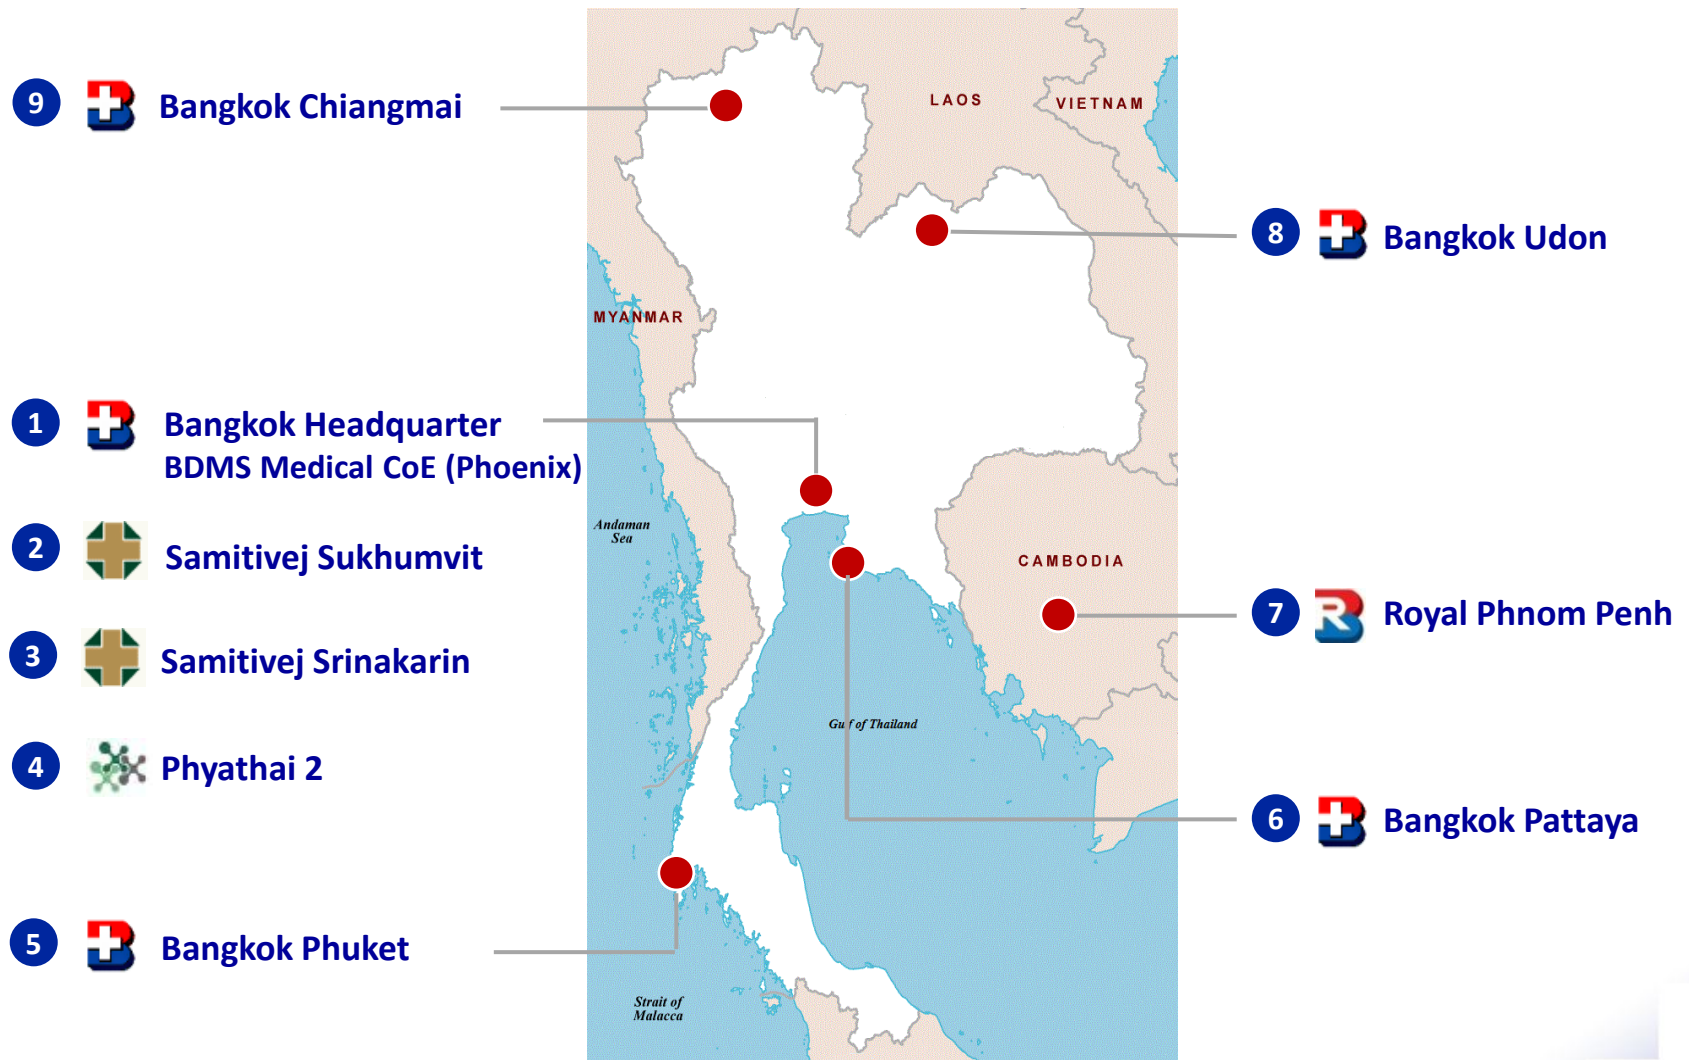 9 Bangkok Chiangmai
1 Bangkok Headquarter
BDMS Medical CoE (Phoenix)
2 Samitivej Sukhumvit
3 Samitivej Srinakarin
4 Phyathai 2
5 Bangkok Phuket
LAOS
VIETNAM
MYANMAR
Andaman
Sea
CAMBODIA
Gulf of Thailand
Strait of
Malacca
8 Bangkok Udon
7 R Royal Phnom Penh
6 Bangkok Pattaya